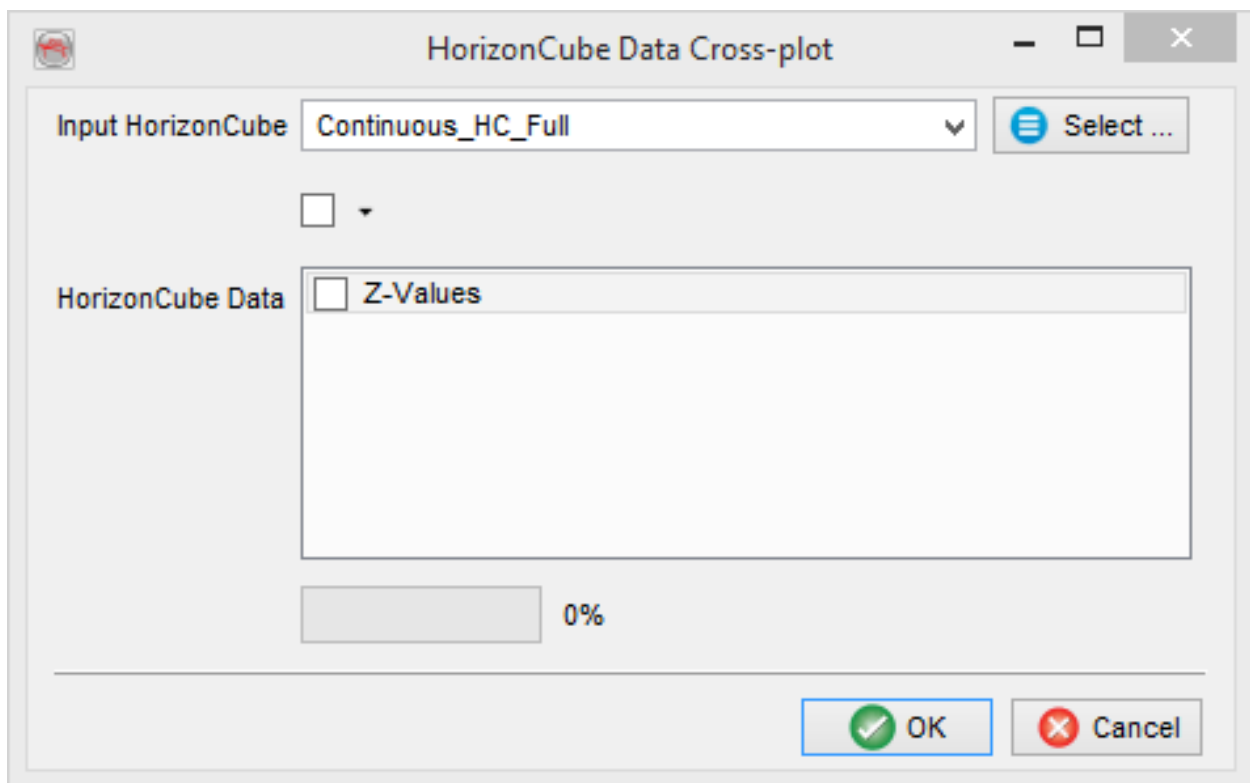 HorizonCube Data Cross-plot
Input HorizonCube Continuous_HC_Full Select ...
HorizonCube Data Z-Values
0%
OK Cancel